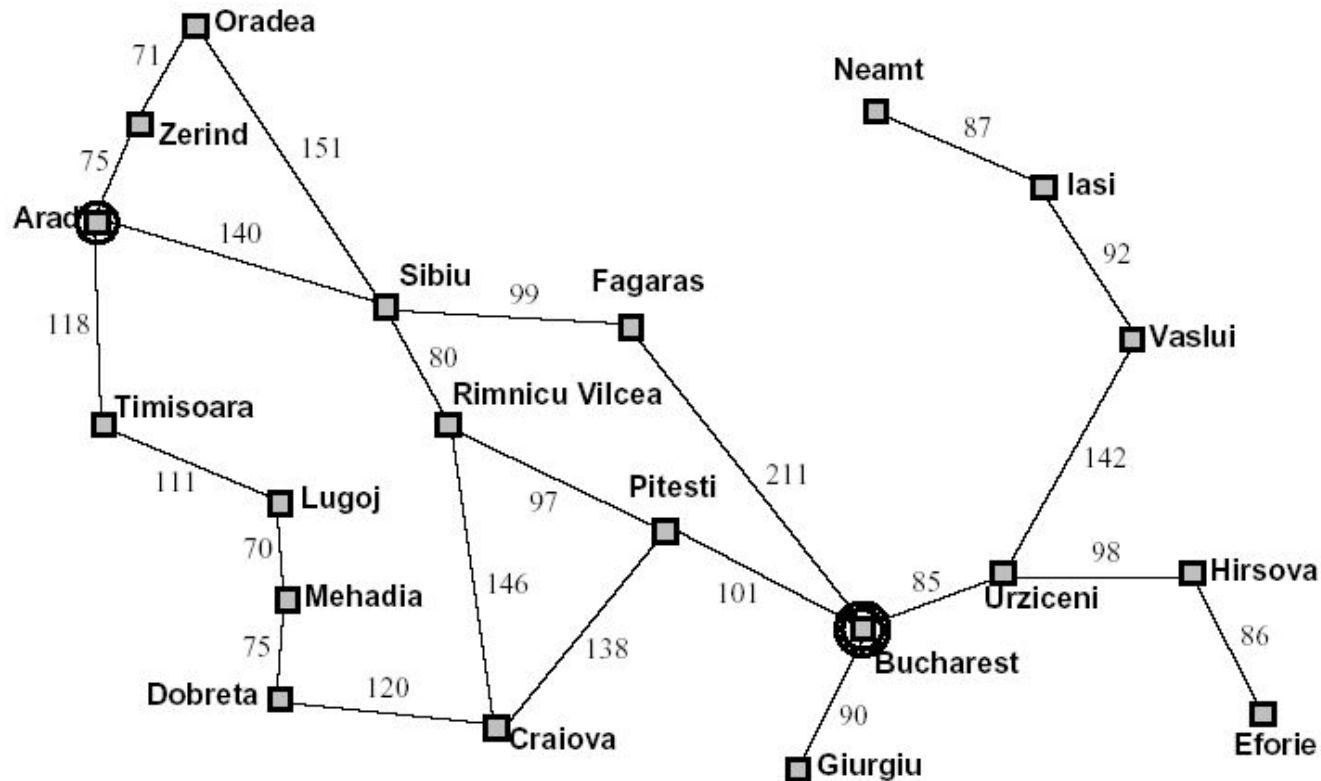 Oradea
71
Neamt
87
Zerind
151
75
Iasi
Arad
140
92
Sibiu
Fagaras
99
118
Vaslui
80
Rimnicu Vilcea
Timisoara
142
111
211
Lugoj
97
Pitesti
70
98
Hirsova
146
101
85
Urziceni
Mehadia
138
86
75
Bucharest
Dobreta
120
90
Craiova
Eforie
Giurgiu